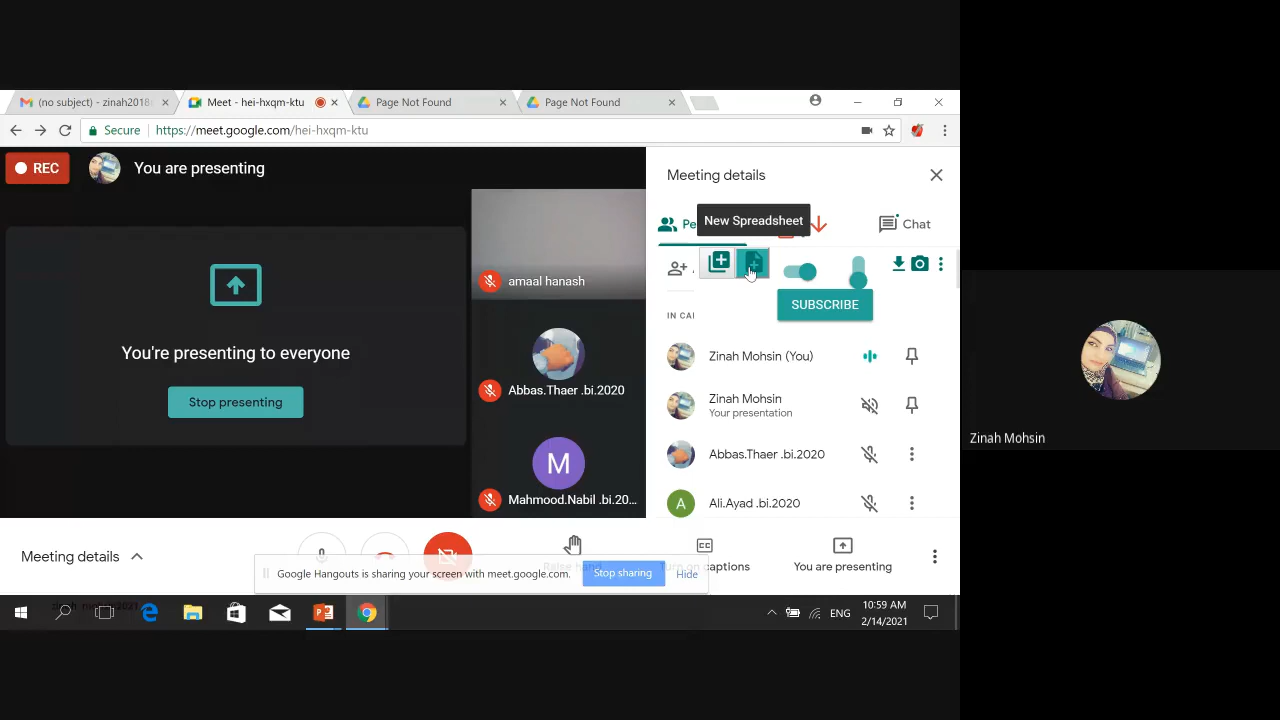 (no subject) - zinah2018
Meet - hei-hxqm-ktu
Page Not Found
Page Not Found
Secure
https://meet.google.com/hei-hxqm-ktu
REC
You are presenting
Meeting details
New Spreadsheet
Pe
Chat
SUBSCRIBE
IN CAL
amaal hanash
You're presenting to everyone
Stop presenting
Abbas.Thaer .bi.2020
M
Mahmood.Nabil .bi.20...
Zinah Mohsin (You)
Zinah Mohsin
Your presentation
Abbas.Thaer .bi.2020
A
Ali.Ayad .bi.2020
Zinah Mohsin
Meeting details
CC
captions
You are presenting
Google Hangouts is sharing your screen with meet.google.com.
Stop sharing
Hide
ENG
10:59 AM
2/14/2021